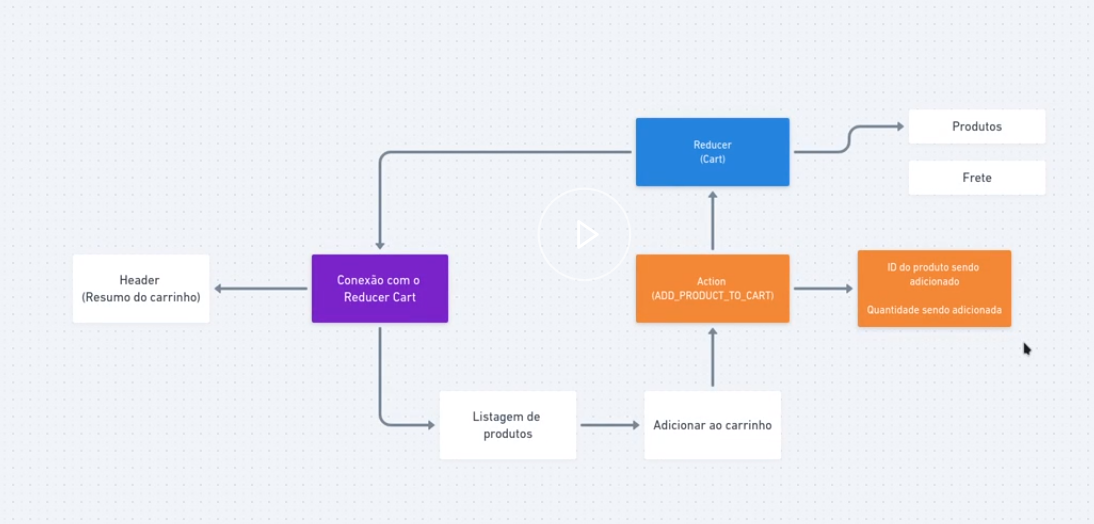 Reducer
(Cart)
Produtos
Frete
Header
(Resumo do carrinho)
Conexão com o
Reducer Cart
Action
(ADD_PRODUCT_TO_CART)
ID do produto sendo
adicionado
Quantidade sendo adicionada
Listagem de
produtos
Adicionar ao carrinho